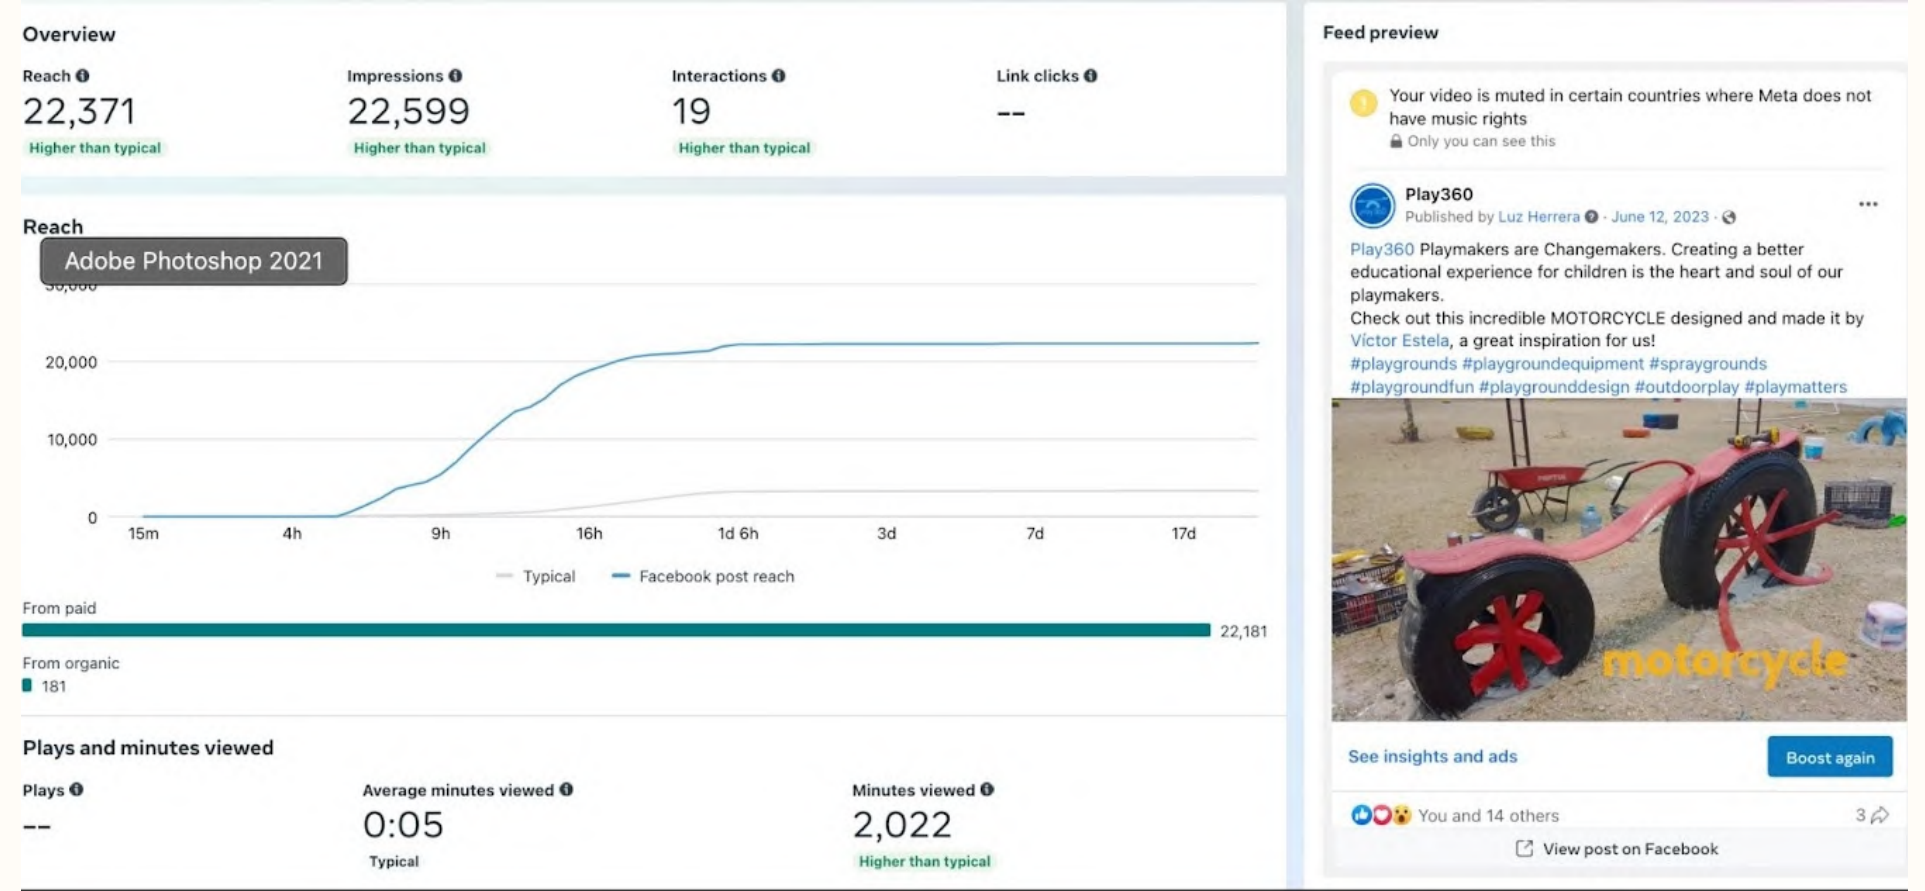 Overview
Reach
22,371
Higher than typical
Impressions
22,599
Higher than typical
Interactions
19
Higher than typical
Link clicks
--
Reach
Adobe Photoshop 2021
30,000
20,000
10,000
0
15m 4h 9h 16h 1d 6h 3d 7d 17d
Typical Facebook post reach
From paid
22,181
From organic
181
Plays and minutes viewed
Plays
--
Average minutes viewed
0:05
Typical
Minutes viewed
2,022
Higher than typical
Feed preview
Your video is muted in certain countries where Meta does not
have music rights
Only you can see this
Play360
Published by Luz Herrera · June 12, 2023 ·
Play360 Playmakers are Changemakers. Creating a better
educational experience for children is the heart and soul of our
playmakers.
Check out this incredible MOTORCYCLE designed and made it by
Víctor Estela, a great inspiration for us!
#playgrounds #playgroundequipment #spraygrounds
#playgroundfun #playgrounddesign #outdoorplay #playmatters
motorcycle
See insights and ads
Boost again
You and 14 others
3
View post on Facebook